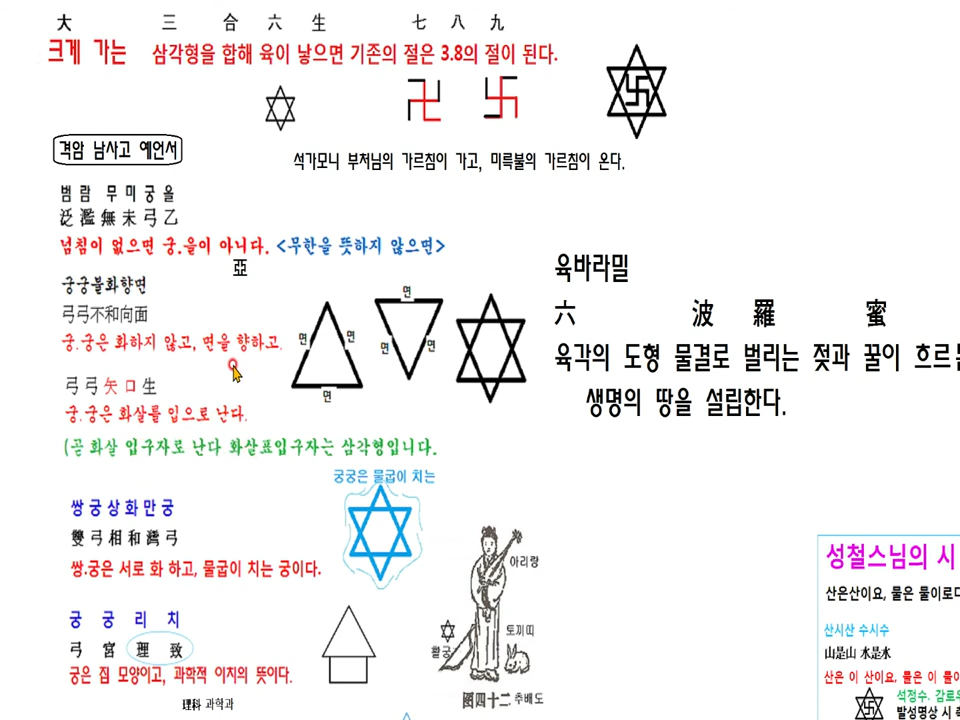 大 三 合 六 生 七 八 九
크게 가는 삼각형을 합해 육이 낳으면 기존의 절은 3.8의 절이 된다.
卍 卐
卐
격암 남사고 예언서
석가모니 부처님의 가르침이 가고, 미륵불의 가르침이 온다.
범 람 무 미 궁 을
泛 濫 無 未 弓 乙
넘침이 없으면 궁.을이 아니다. <무한을 뜻하지 않으면>
亞
궁궁불화향면
弓弓不和向面
궁.궁은 화하지 않고, 면을 향하고.
면 면 면
면 면 면
弓 弓 矢 口 生
궁.궁은 화살를 입으로 난다.
(곧 화살 입구자로 난다 화살표입구자는 삼각형입니다.
육바라밀
六 波 羅 蜜
육각의 도형 물결로 벌리는 젖과 꿀이 흐르는
생명의 땅을 설립한다.
궁궁은 물굽이 치는
쌍 궁 상 화 만 궁
雙 弓 相 和 灣 弓
쌍.궁은 서로 화 하고, 물굽이 치는 궁이다.
아리랑
토끼띠
활궁
圖四十二 추배도
궁 궁 리 치
弓 宮 理 致
궁은 집 모양이고, 과학적 이치의 뜻이다.
理科 과학과
성철스님의 시
산은산이요, 물은 물이로다
산시산 수시수
山是山 水是水
산은 이 산이요, 물은 이 물이
석정수. 감로우
발성명상 시